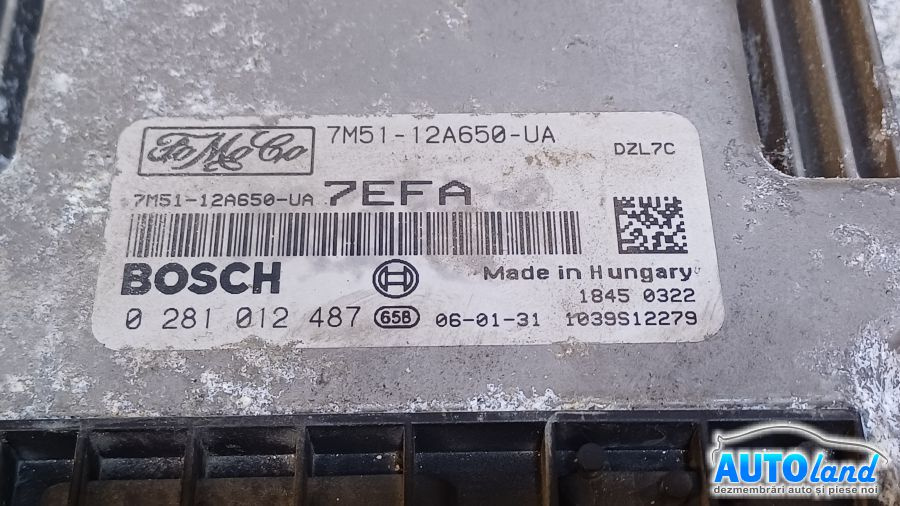 FoMoCo
7M51-12A650-UA
DZL7C
7M51-12A650-UA 7EFA
BOSCH
Made in Hungary
1845 0322
0 281 012 487 65B 06-01-31 1039S12279
AUTOland
dezmembrări auto și piese noi